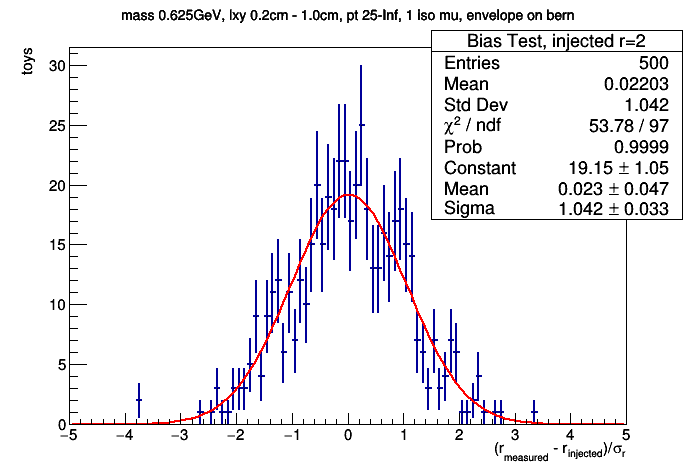 mass 0.625GeV, lxy 0.2cm - 1.0cm, pt 25-Inf, 1 Iso mu, envelope on bern
toys
Bias Test, injected r=2
Entries 500
Mean 0.02203
Std Dev 1.042
χ² / ndf 53.78 / 97
Prob 0.9999
Constant 19.15 ± 1.05
Mean 0.023 ± 0.047
Sigma 1.042 ± 0.033
30
25
20
15
10
5
0
−5 −4 −3 −2 −1 0 1 2 3 4 5
(r_measured - r_injected)/σ_r